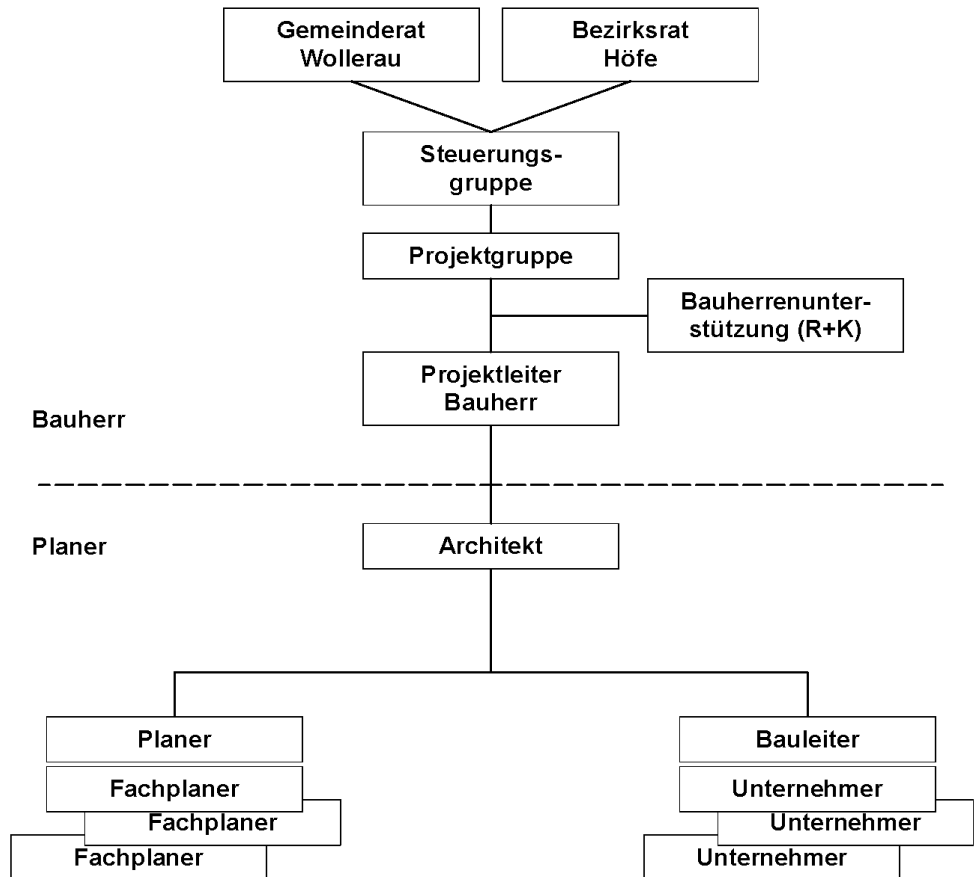 Gemeinderat
Wollerau
Bezirksrat
Höfe
Steuerungs-
gruppe
Projektgruppe
Bauherrenunter-
stützung (R+K)
Projektleiter
Bauherr
Bauherr
Planer
Architekt
Planer
Bauleiter
Fachplaner
Unternehmer
Fachplaner
Unternehmer
Fachplaner
Unternehmer